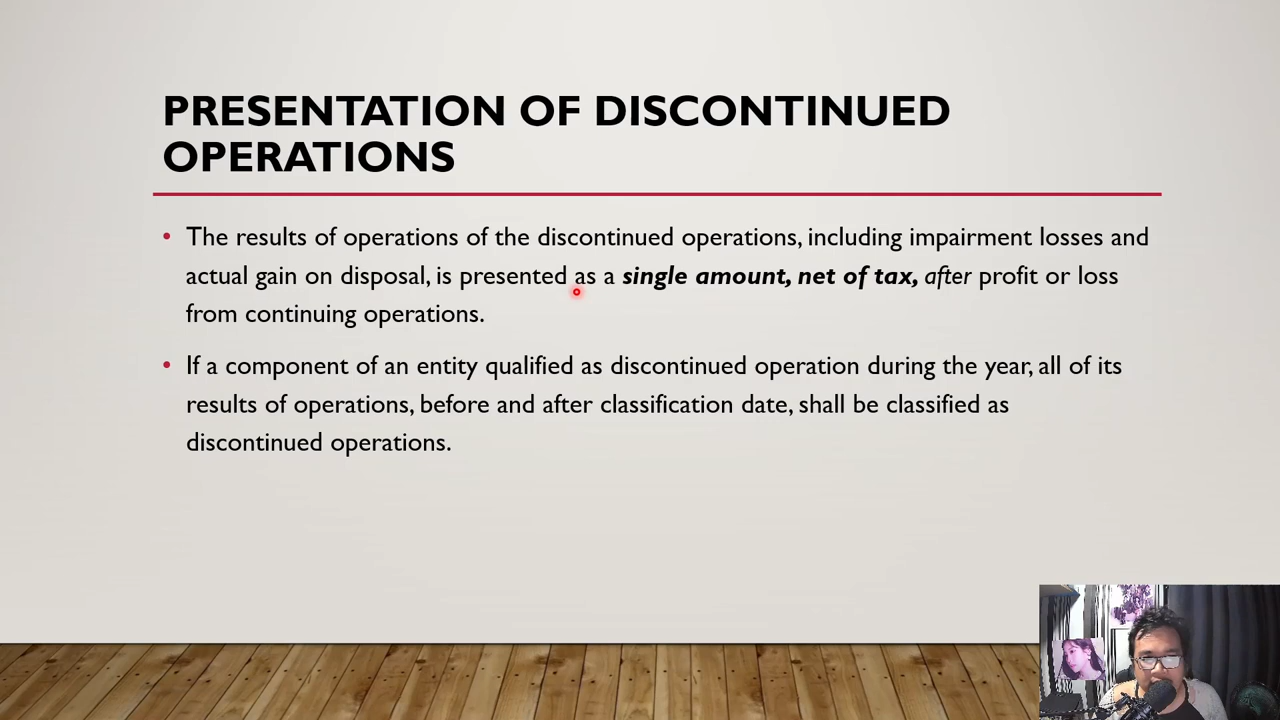 PRESENTATION OF DISCONTINUED
OPERATIONS
• The results of operations of the discontinued operations, including impairment losses and
actual gain on disposal, is presented as a single amount, net of tax, after profit or loss
from continuing operations.
• If a component of an entity qualified as discontinued operation during the year, all of its
results of operations, before and after classification date, shall be classified as
discontinued operations.